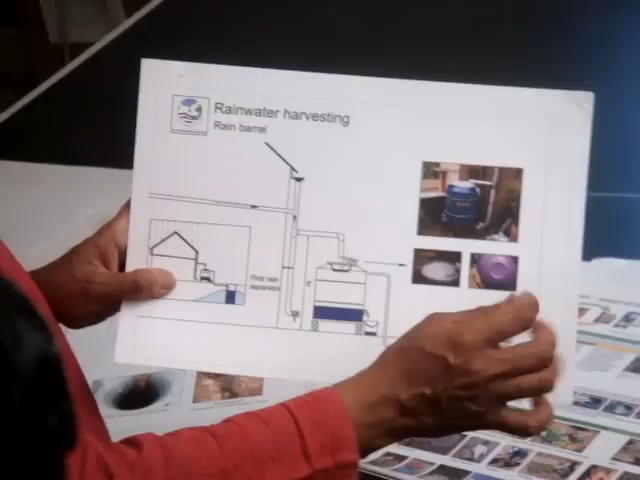 Rainwater harvesting
Rain barrel
First rain
separator